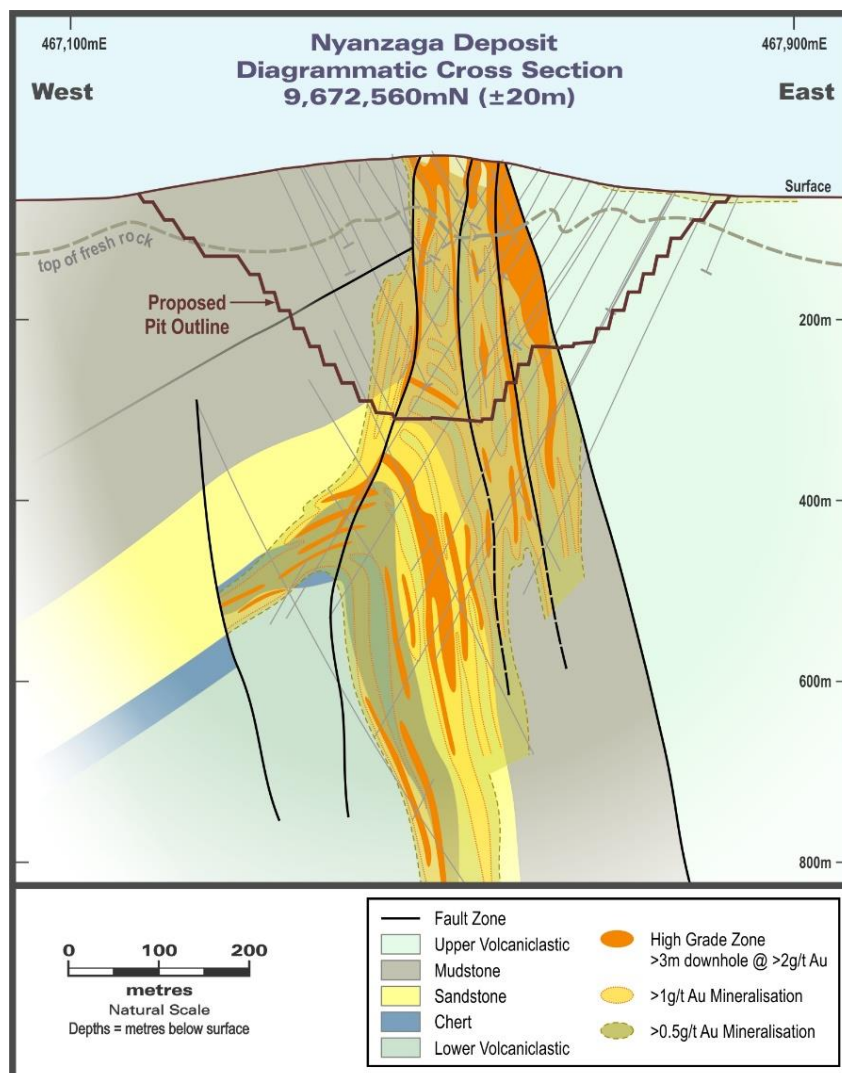 467,100mE
Nyanzaga Deposit
467,900mE
Diagrammatic Cross Section
West
9,672,560mN (±20m)
East
Surface
top of fresh rock
Proposed
Pit Outline
200m
400m
600m
800m
0 100 200
metres
Natural Scale
Depths = metres below surface
Fault Zone
Upper Volcaniclastic
Mudstone
Sandstone
Chert
Lower Volcaniclastic
High Grade Zone
>3m downhole @ >2g/t Au
>1g/t Au Mineralisation
>0.5g/t Au Mineralisation